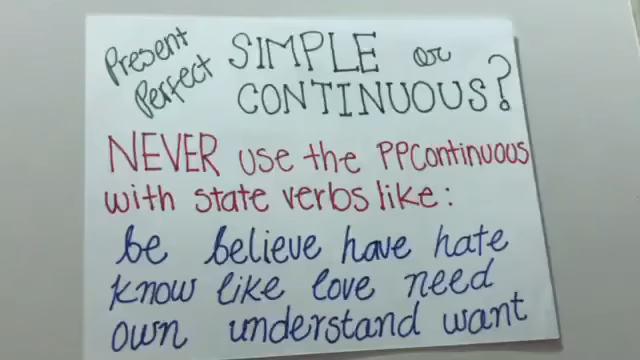 Present Perfect SIMPLE or
CONTINUOUS?
NEVER use the PPContinuous
with state verbs like:
be believe have hate
know like love need
own understand want